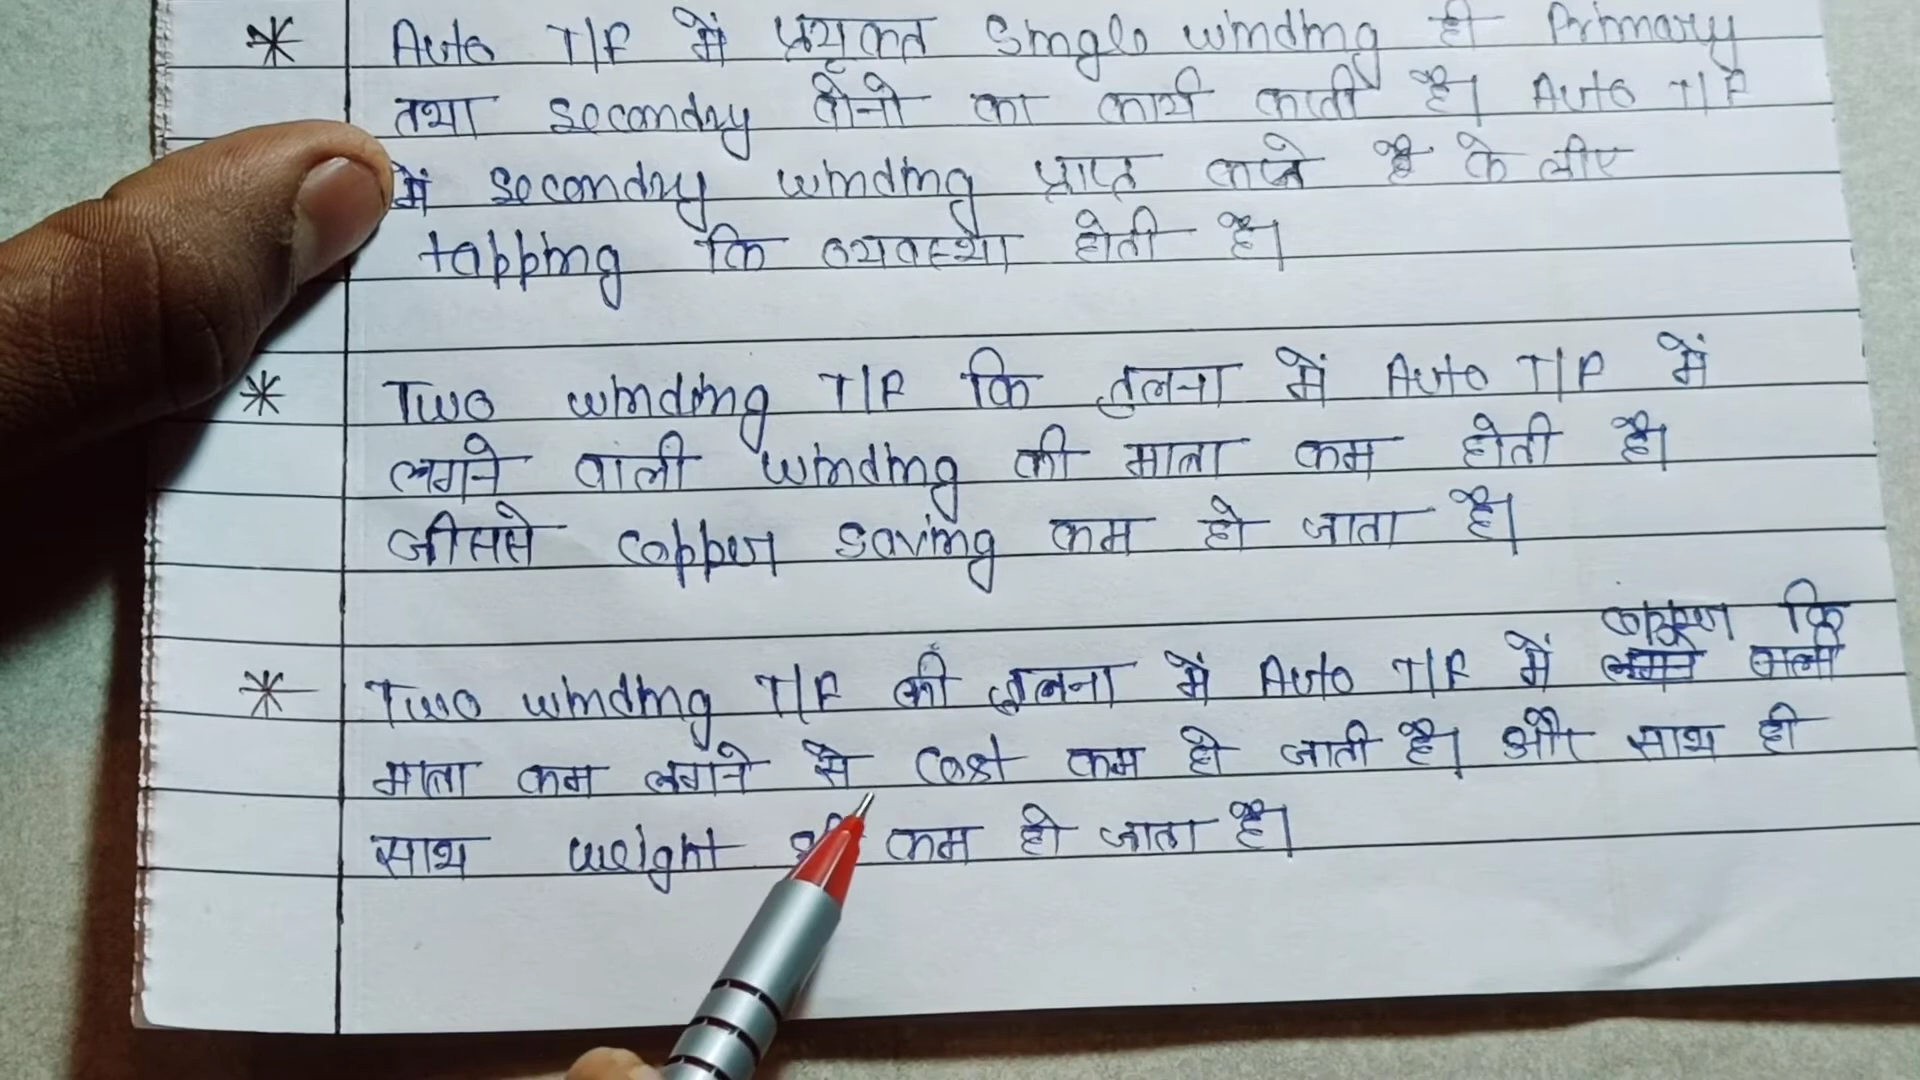 * Auto T/F में प्रयुक्त Single winding ही Primary
तथा secondry दोनो का कार्य करती है। Auto T/F
में secondry winding प्राप्त करने है के लीए
tapping कि व्यवस्था होती है।
* Two winding T/F कि तुलना में Auto T/F में
लगने वाली winding की मात्रा कम होती है।
जीससे copper saving कम हो जाता है।
कारण कि
* Two winding T/F की तुलना में Auto T/F में लगने वाली
मात्रा कम लगने से cost कम हो जाती है। और साथ ही
साथ weight कम हो जाता है।